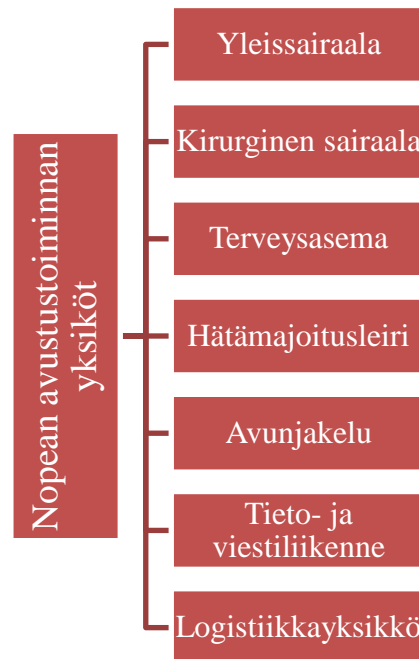 Nopean avustustoiminnan
yksiköt
Yleissairaala
Kirurginen sairaala
Terveysasema
Hätämajoitusleiri
Avunjakelu
Tieto- ja
viestiliikenne
Logistiikkayksikkö